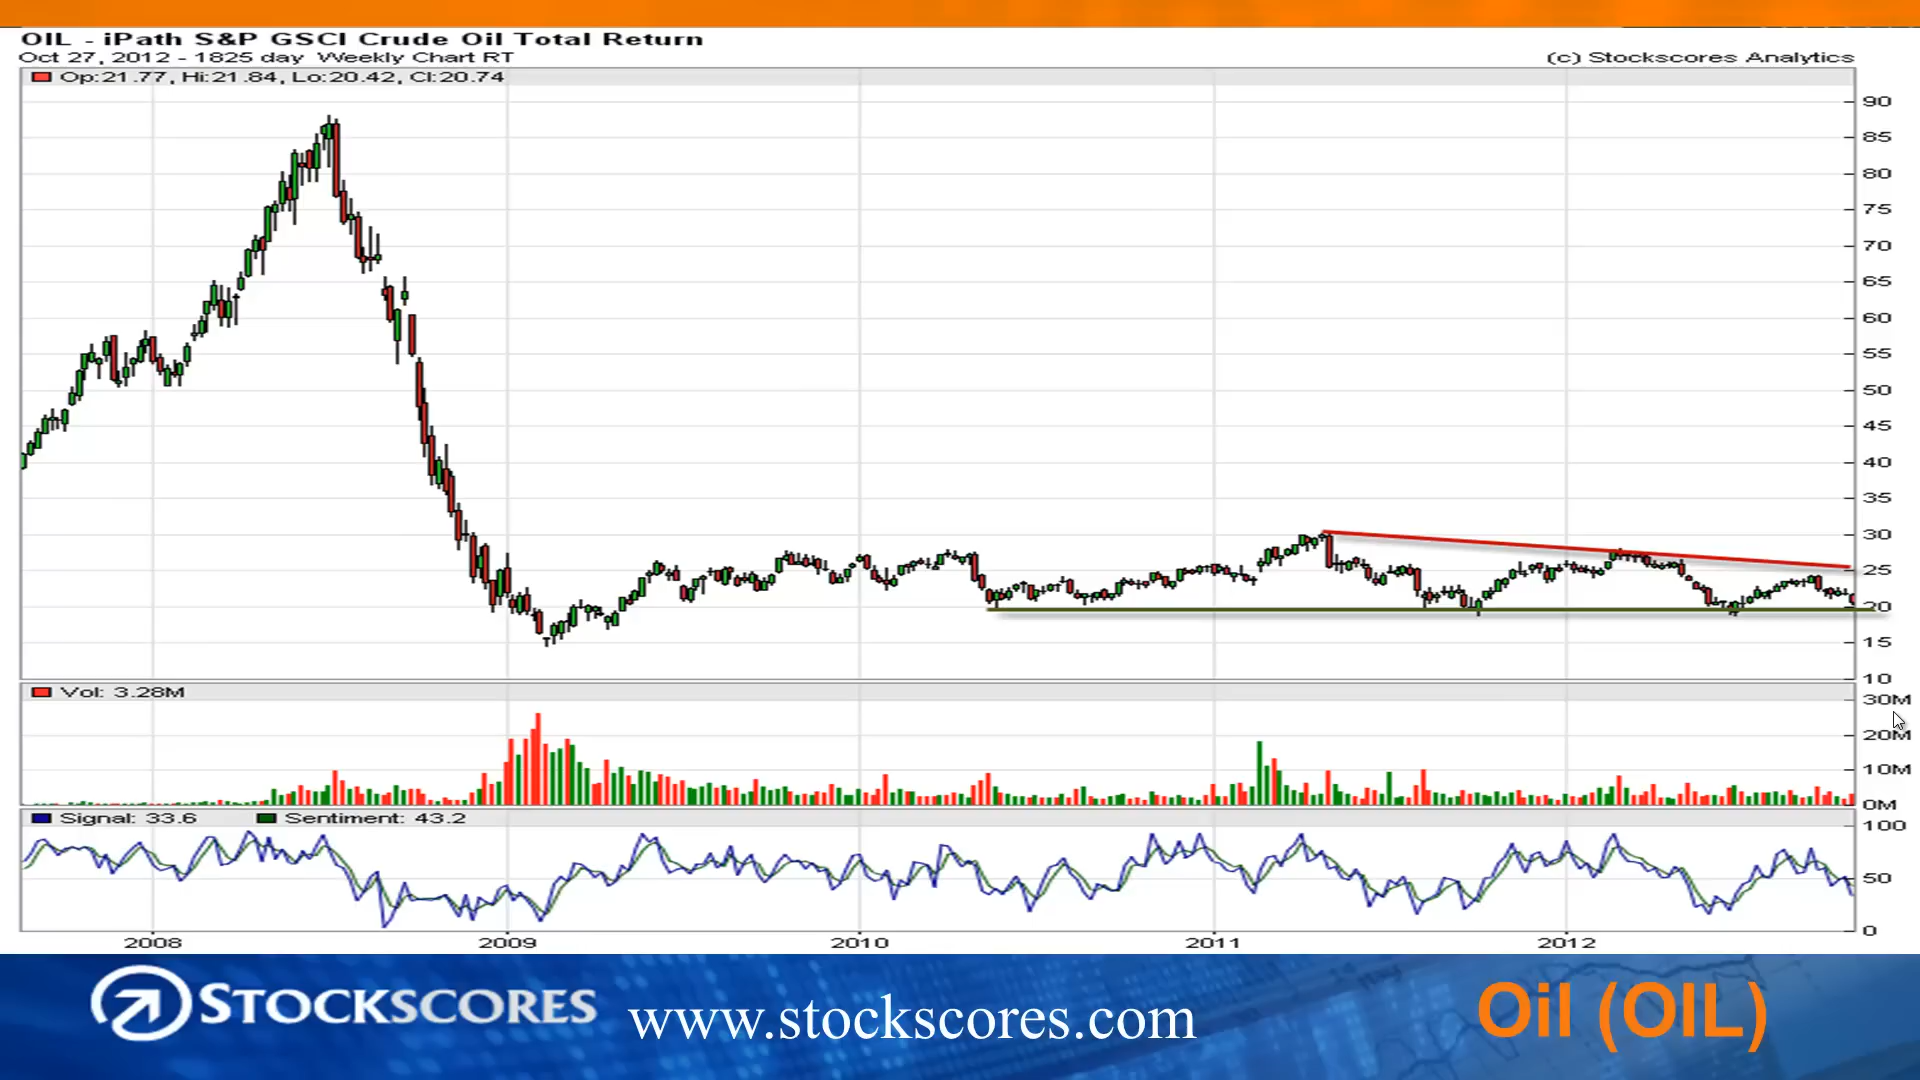 OIL - iPath S&P GSCI Crude Oil Total Return
Oct 27, 2012 - 1825 day Weekly Chart RT
(c) Stockscores Analytics
Op:21.77, Hi:21.84, Lo:20.42, Cl:20.74
90
85
80
75
70
65
60
55
50
45
40
35
30
25
20
15
10
Vol: 3.28M
30M
20M
10M
0M
Signal: 33.6 Sentiment: 43.2
100
50
0
2008 2009 2010 2011 2012
STOCKSCORES
www.stockscores.com
Oil (OIL)